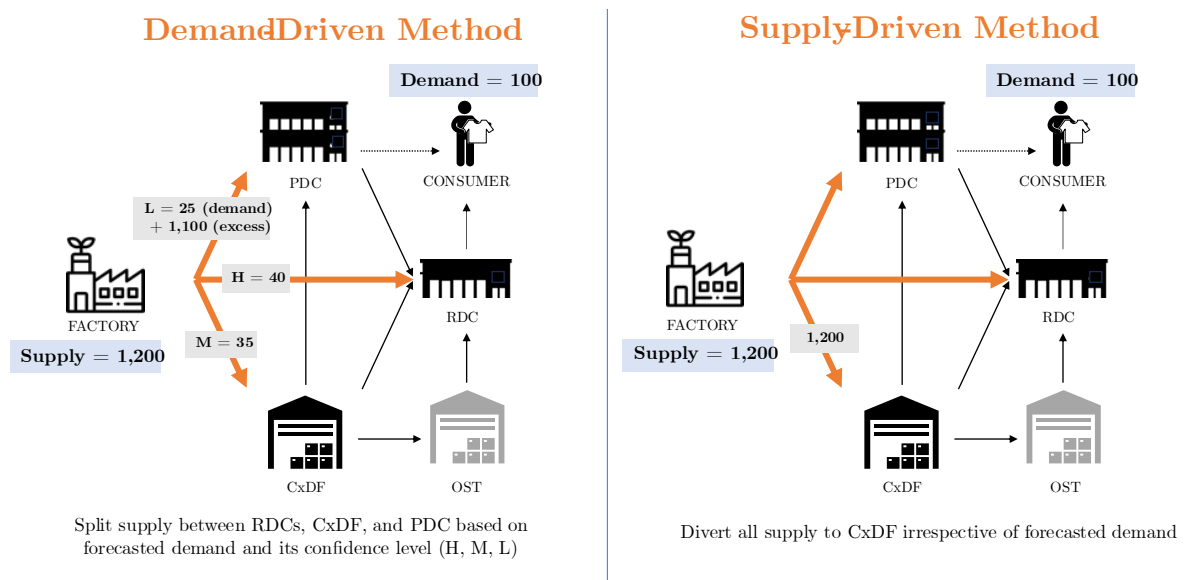 Demand-Driven Method
Demand = 100
PDC
CONSUMER
L = 25 (demand)
+ 1,100 (excess)
H = 40
FACTORY
RDC
Supply = 1,200
M = 35
CxDF
OST
Split supply between RDCs, CxDF, and PDC based on
forecasted demand and its confidence level (H, M, L)
Supply-Driven Method
Demand = 100
PDC
CONSUMER
FACTORY
RDC
Supply = 1,200
1,200
CxDF
OST
Divert all supply to CxDF irrespective of forecasted demand